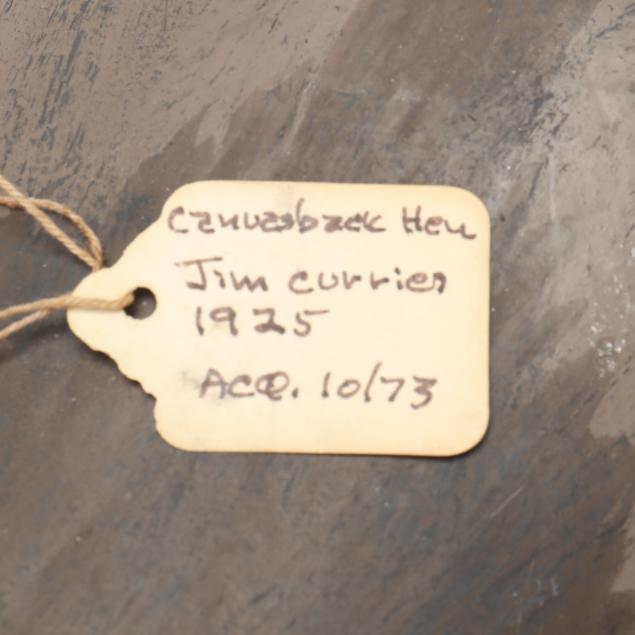 Canvasback Hen
Jim Currier
1925
ACQ. 10/73